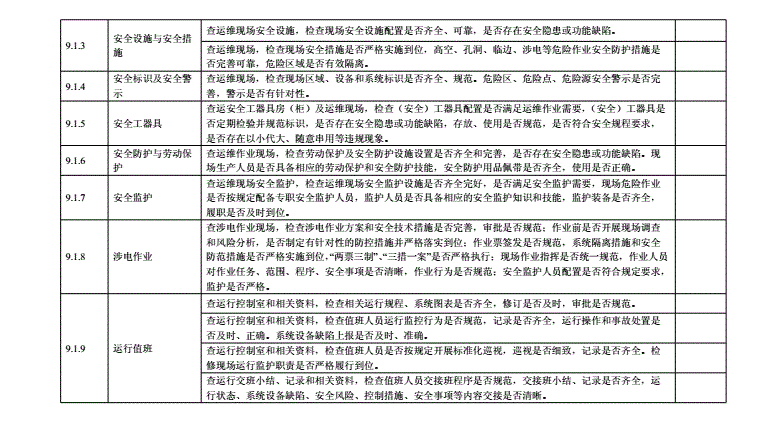 查运维现场安全设施，检查现场安全设施配置是否齐全、可靠，是否存在安全隐患或功能缺陷。
9.1.3
安全设施与安全措
施
查运维现场，检查现场安全措施是否严格实施到位，高空、孔洞、临边、涉电等危险作业安全防护措施是
否完善可靠，危险区域是否有效隔离。
9.1.4
安全标识及安全警
示
查运维现场，检查现场区域、设备和系统标识是否齐全、规范。危险区、危险点、危险源安全警示是否完
善，警示是否有针对性。
9.1.5
安全工器具
查运安全工器具房（柜）及运维现场，检查（安全）工器具配置是否满足运维作业需要，（安全）工器具是
否定期检验并规范标识，是否存在安全隐患或功能缺陷，存放、使用是否规范，是否符合安全规程要求，
是否存在以小代大、随意串用等违规现象。
9.1.6
安全防护与劳动保
护
查运维作业现场，检查劳动保护及安全防护设施设置是否齐全和完善，是否存在安全隐患或功能缺陷。现
场生产人员是否具备相应的劳动保护和安全防护技能，安全防护用品佩带是否齐全，使用是否正确。
9.1.7
安全监护
查运维现场安全监护，检查运维现场安全监护设施是否齐全完好，是否满足安全监护需要，现场危险作业
是否按规定配备专职安全监护人员，监护人员是否具备相应的安全监护知识和技能，监护装备是否齐全，
履职是否及时到位。
9.1.8
涉电作业
查涉电作业现场，检查涉电作业方案和安全技术措施是否完善，审批是否规范；作业前是否开展现场调查
和风险分析，是否制定有针对性的防控措施并严格落实到位；作业票签发是否规范，系统隔离措施和安全
防范措施是否严格实施到位，“两票三制”、“三措一案”是否严格执行；现场作业指挥是否统一规范，作业人员
对作业任务、范围、程序、安全事项是否清晰，作业行为是否规范；安全监护人员配置是否符合规定要求，
监护是否严格。
9.1.9
运行值班
查运行控制室和相关资料，检查相关运行规程、系统图表是否齐全，修订是否及时，审批是否规范。
查运行控制室和相关资料，检查值班人员运行监控行为是否规范，记录是否齐全，运行操作和事故处置是
否及时、正确。系统设备缺陷上报是否及时、准确。
查运行控制室和相关资料，检查值班人员是否按规定开展标准化巡视，巡视是否细致，记录是否齐全。检
修现场运行监护职责是否严格履行到位。
查运行交班小结、记录和相关资料，检查值班人员交接班程序是否规范，交接班小结、记录是否齐全，运
行状态、系统设备缺陷、安全风险、控制措施、安全事项等内容交接是否清晰。